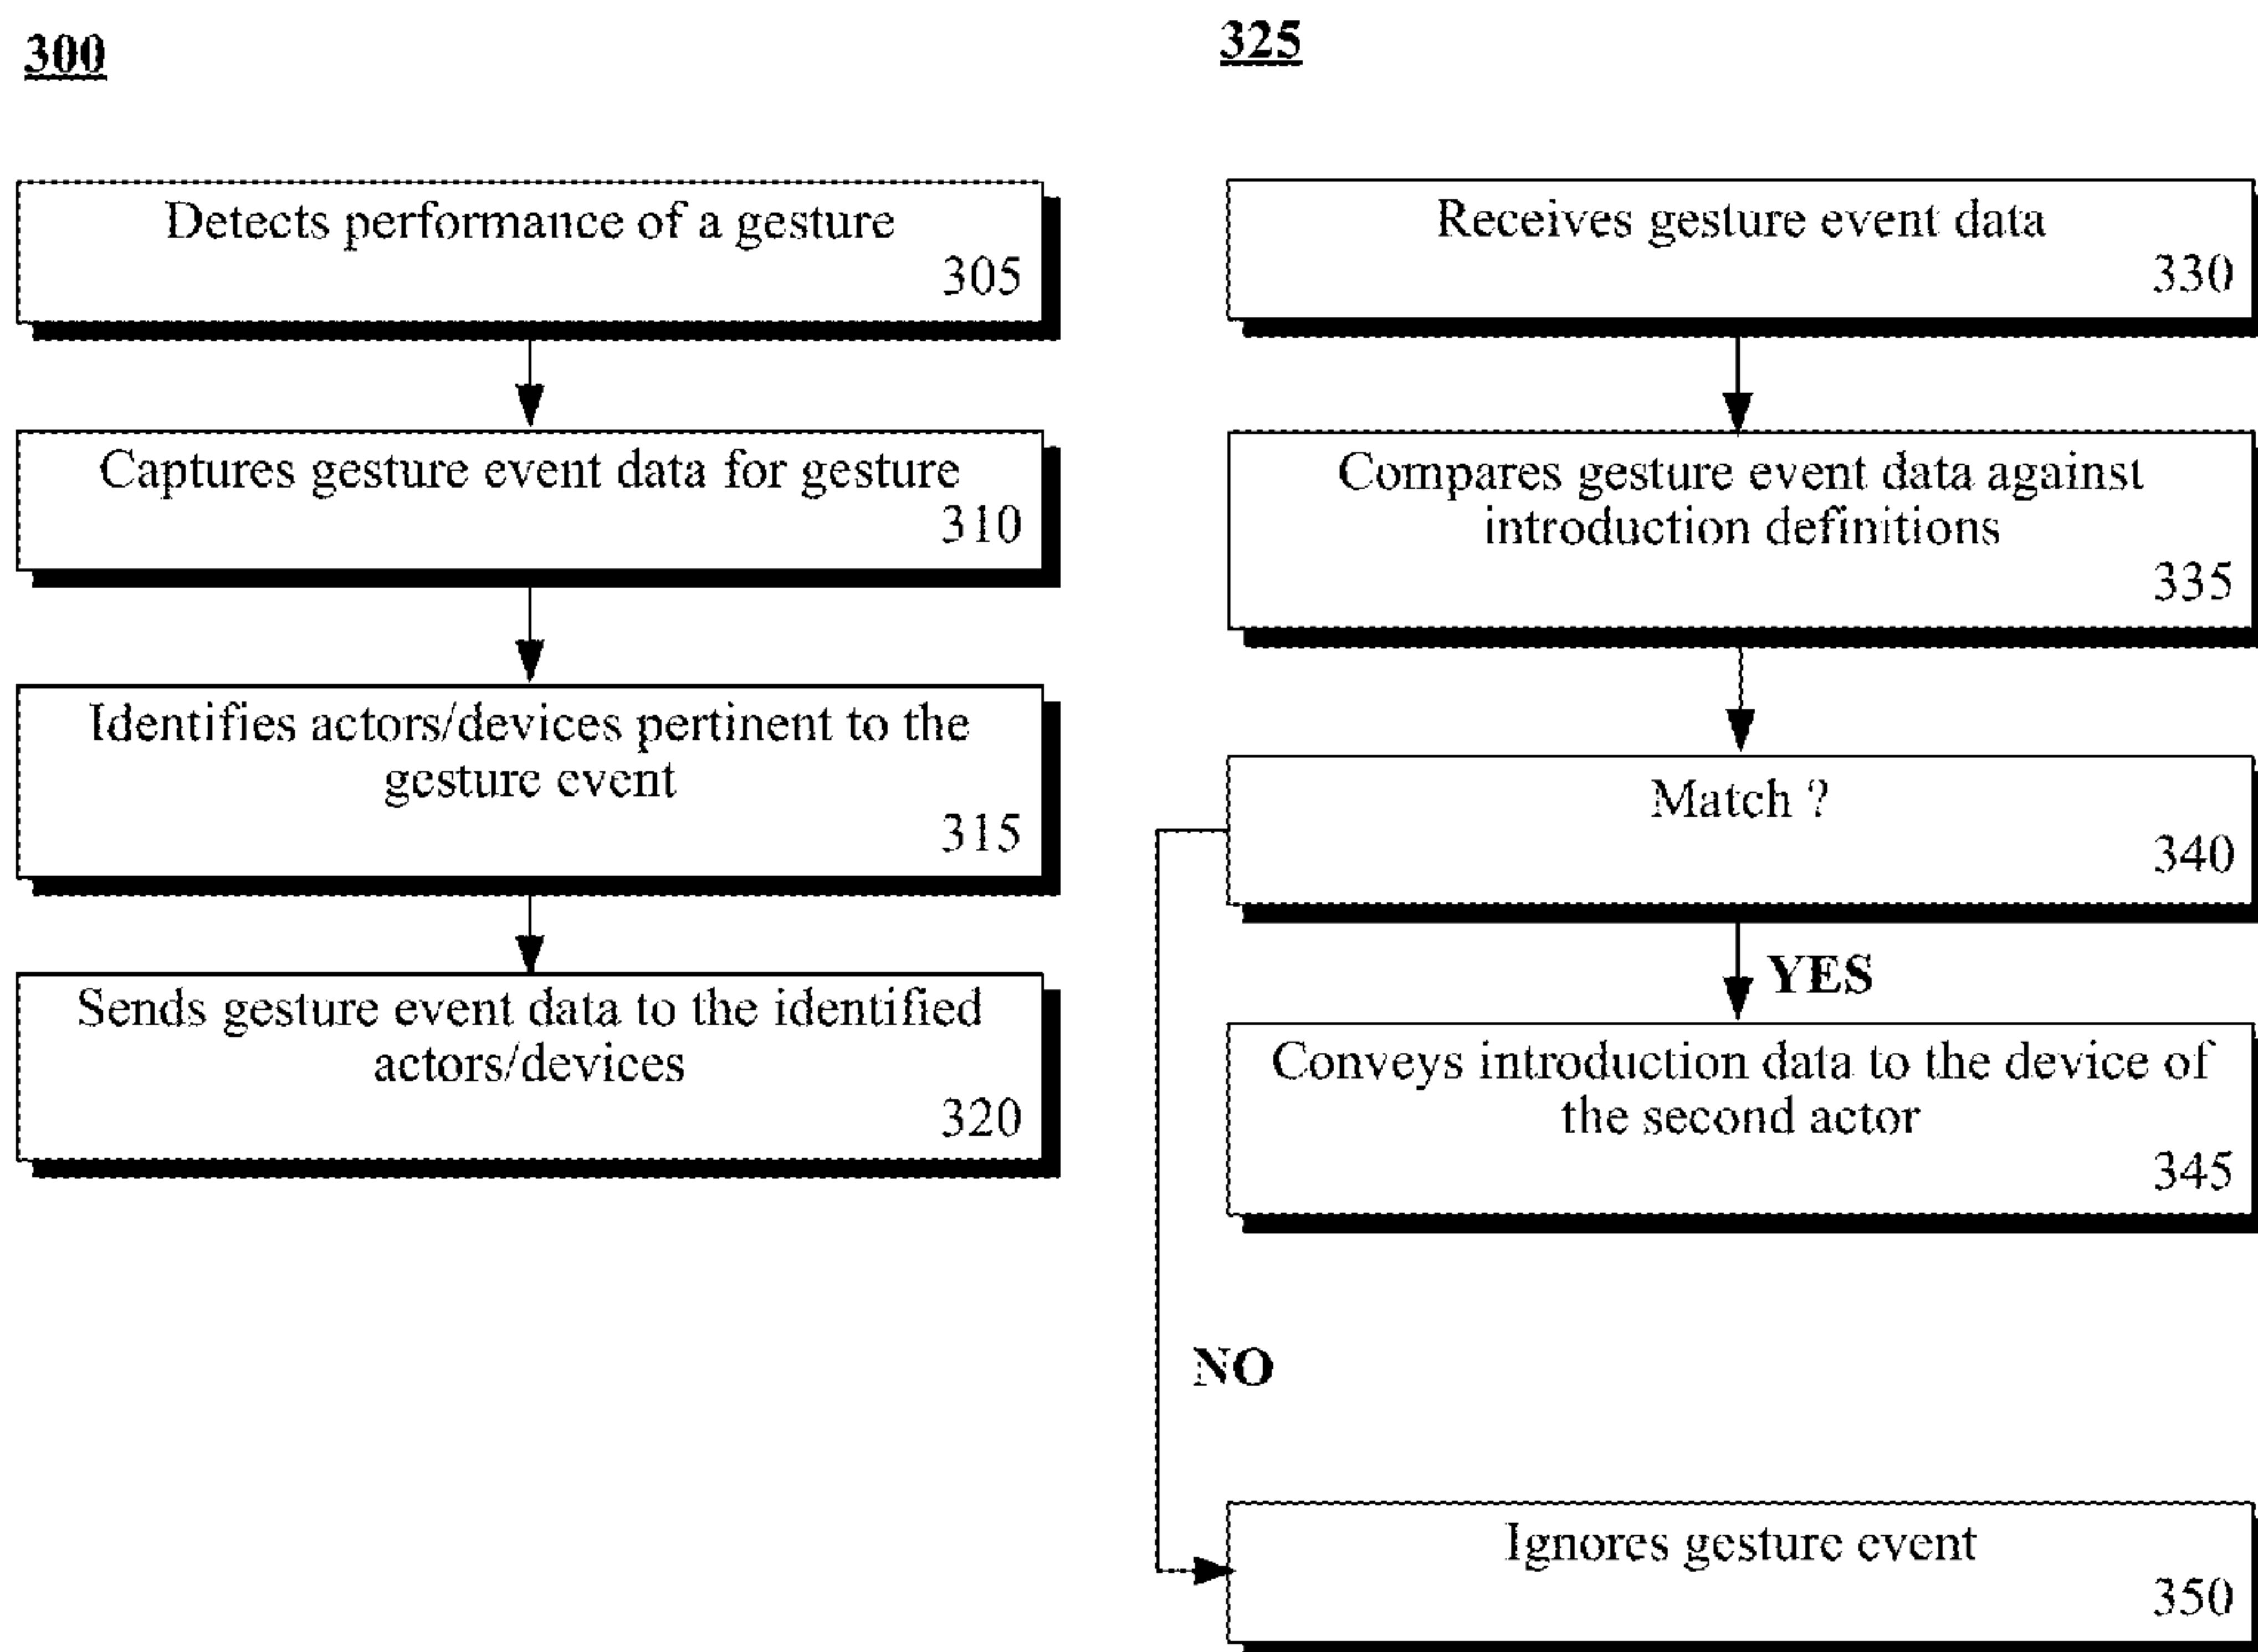 300
Detects performance of a gesture
305
Captures gesture event data for gesture
310
Identifies actors/devices pertinent to the
gesture event
315
Sends gesture event data to the identified
actors/devices
320
325
Receives gesture event data
330
Compares gesture event data against
introduction definitions
335
Match ?
340
YES
Conveys introduction data to the device of
the second actor
345
NO
Ignores gesture event
350